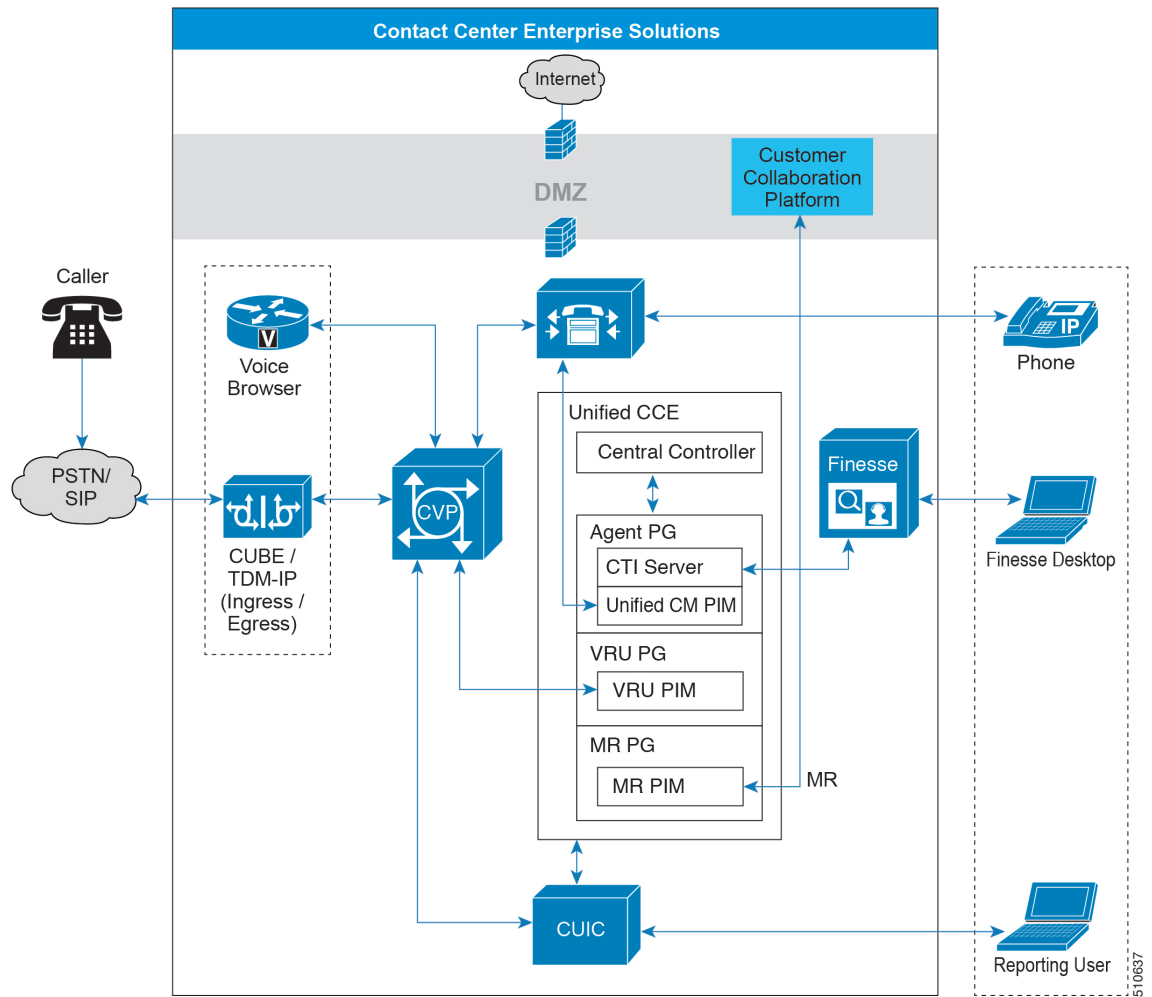 Contact Center Enterprise Solutions
Internet
DMZ
Customer
Collaboration
Platform
Caller
Voice
Browser
V
IP
Phone
Unified CCE
Central Controller
PSTN/
SIP
CVP
Finesse
CUBE /
TDM-IP
(Ingress /
Egress)
Agent PG
CTI Server
Unified CM PIM
Finesse Desktop
VRU PG
VRU PIM
MR PG
MR PIM
MR
CUIC
Reporting User
510637